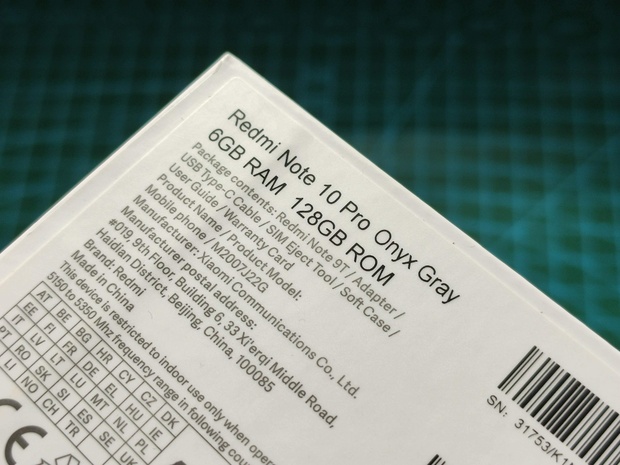 Redmi Note 10 Pro Onyx Gray
6GB RAM 128GB ROM
Package contents: Redmi Note 9T / Adapter /
USB Type-C Cable / SIM Eject Tool / Soft Case /
User Guide / Warranty Card
Product Name / Product Model:
Mobile phone / M2007J22G
Manufacturer: Xiaomi Communications Co., Ltd.
Manufacturer postal address:
#019, 9th Floor, Building 6, 33 Xi'erqi Middle Road,
Haidian District, Beijing, China, 100085
Brand: Redmi
Made in China
This device is restricted to indoor use only when oper
5150 to 5350 Mhz frequency range in following coun
AT BE BG HR CY CZ DK
EE FI FR DE EL HU IE
IT LV LT LU MT NL PL
PT RO SK SI ES SE UK
LI NO CH TR
CE
SN: 31753/K1